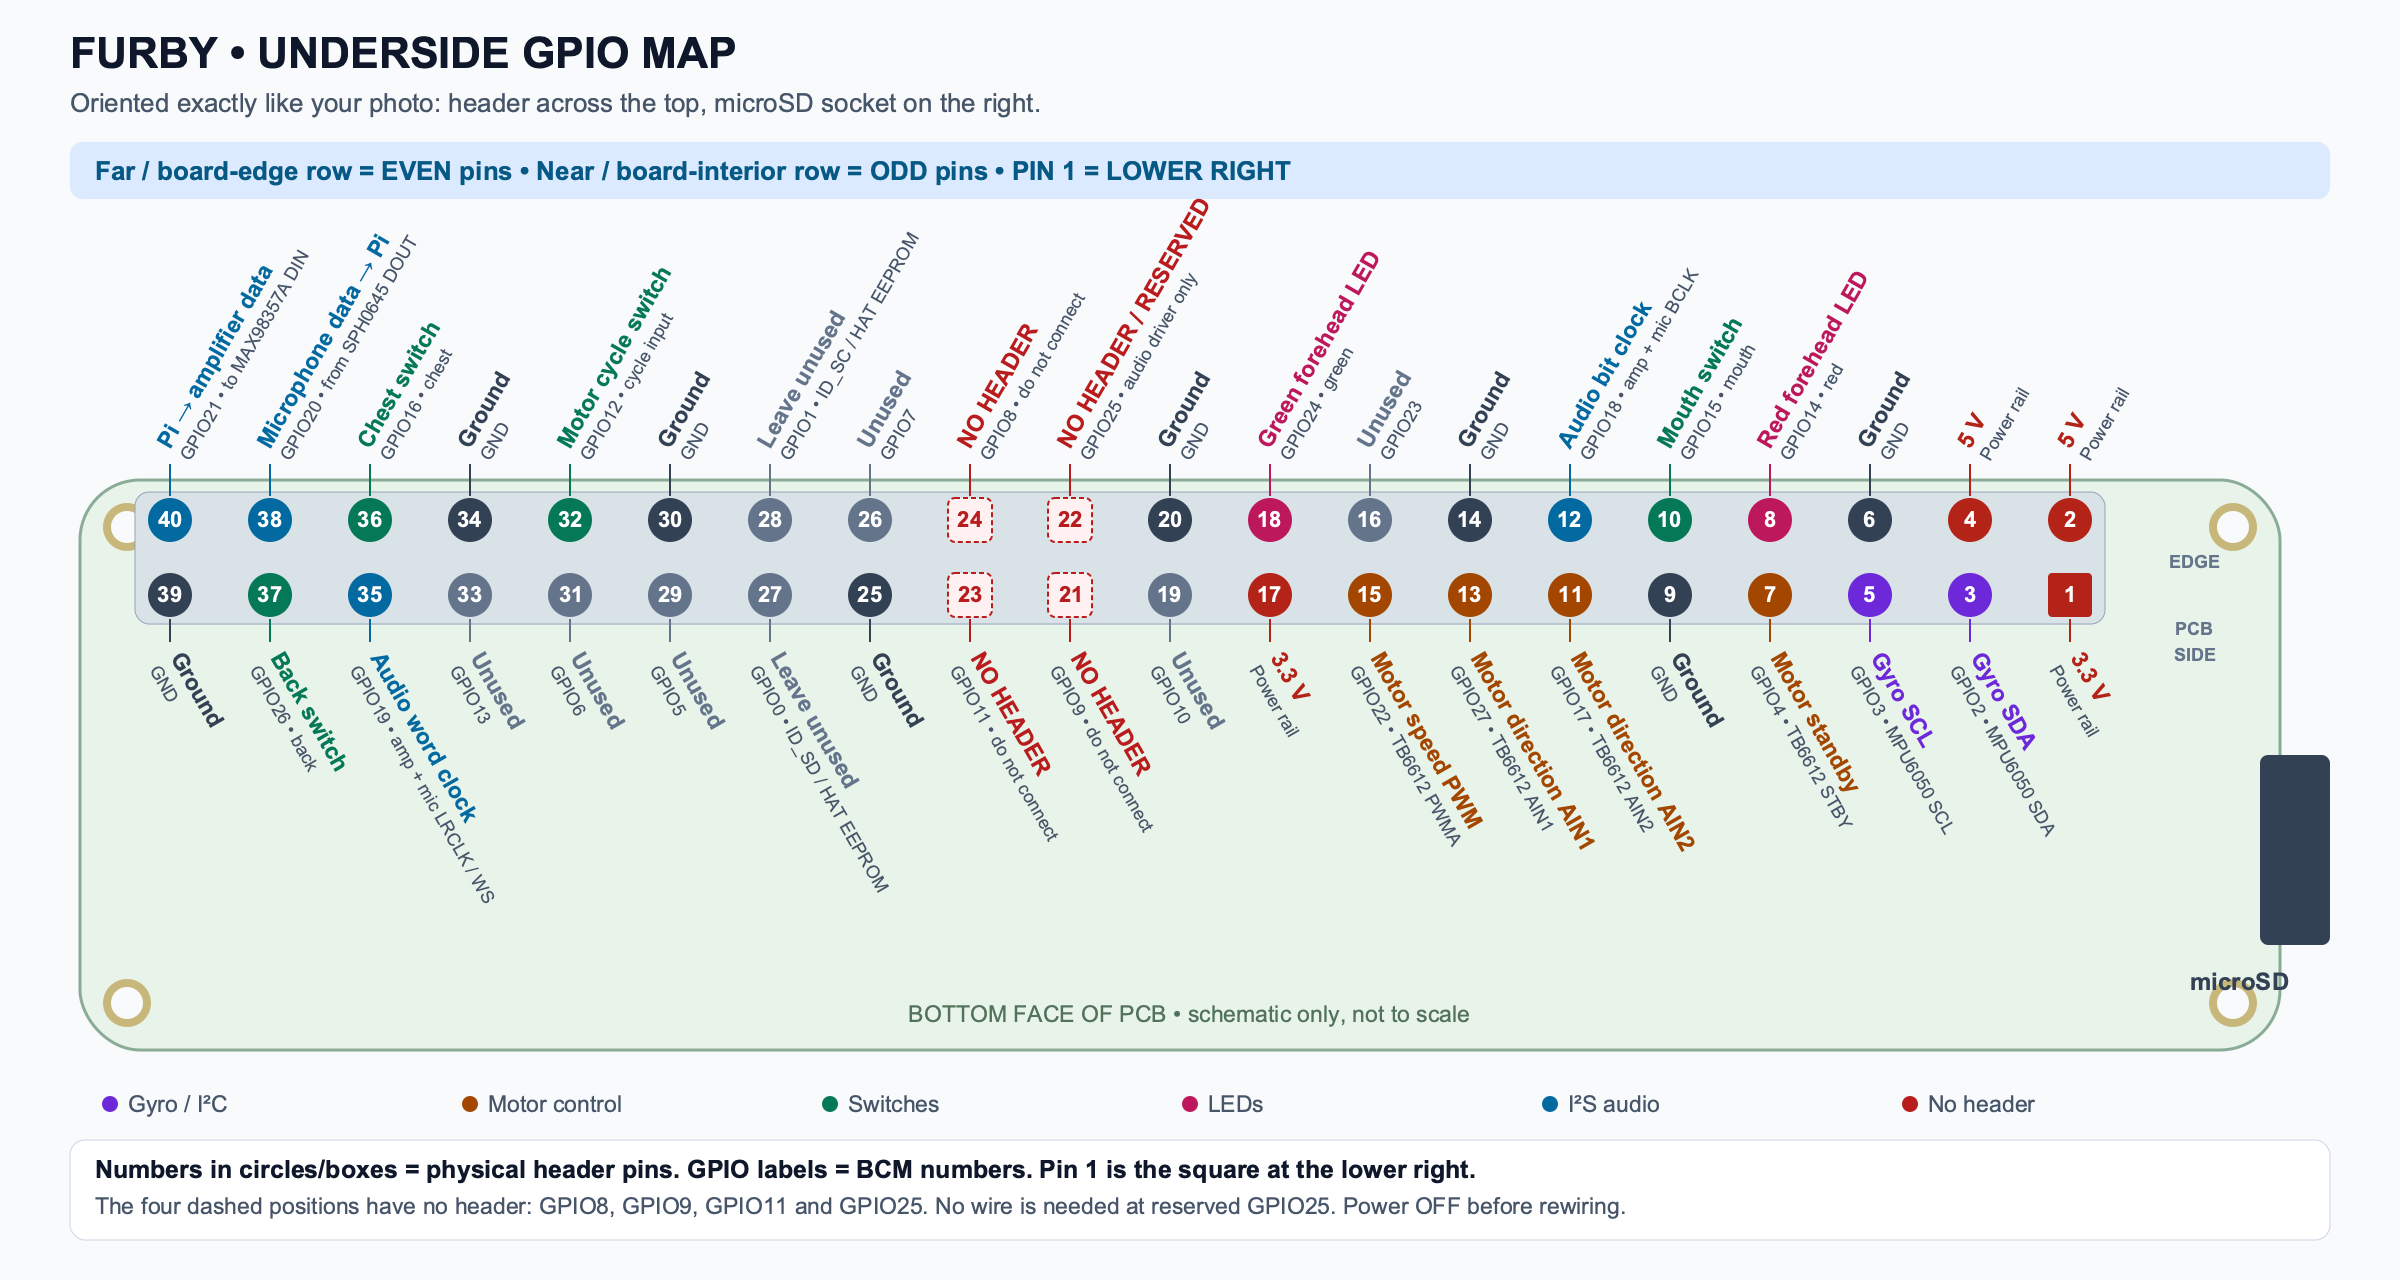 FURBY • UNDERSIDE GPIO MAP
Oriented exactly like your photo: header across the top, microSD socket on the right.
Far / board-edge row = EVEN pins • Near / board-interior row = ODD pins • PIN 1 = LOWER RIGHT
Pi → amplifier data
GPIO21 • to MAX98357A DIN
Microphone data → Pi
GPIO20 • from SPH0645 DOUT
Chest switch
GPIO16 • chest
Ground
GND
Motor cycle switch
GPIO12 • cycle input
Ground
GND
Leave unused
GPIO1 • ID_SC / HAT EEPROM
Unused
GPIO7
NO HEADER
GPIO8 • do not connect
NO HEADER / RESERVED
GPIO25 • audio driver only
Ground
GND
Green forehead LED
GPIO24 • green
Unused
GPIO23
Ground
GND
Audio bit clock
GPIO18 • amp + mic BCLK
Mouth switch
GPIO15 • mouth
Red forehead LED
GPIO14 • red
Ground
GND
5 V
Power rail
5 V
Power rail
40 38 36 34 32 30 28 26 24 22 20 18 16 14 12 10 8 6 4 2
EDGE
39 37 35 33 31 29 27 25 23 21 19 17 15 13 11 9 7 5 3 1
PCB
SIDE
Ground
GND
Back switch
GPIO26 • back
Audio word clock
GPIO19 • amp + mic LRCLK / WS
Unused
GPIO13
Unused
GPIO6
Unused
GPIO5
Leave unused
GPIO0 • ID_SD / HAT EEPROM
Ground
GND
NO HEADER
GPIO11 • do not connect
NO HEADER
GPIO9 • do not connect
Unused
GPIO10
3.3 V
Power rail
Motor speed PWM
GPIO22 • TB6612 PWMA
Motor direction AIN1
GPIO27 • TB6612 AIN1
Motor direction AIN2
GPIO17 • TB6612 AIN2
Ground
GND
Motor standby
GPIO4 • TB6612 STBY
Gyro SCL
GPIO3 • MPU6050 SCL
Gyro SDA
GPIO2 • MPU6050 SDA
3.3 V
Power rail
microSD
BOTTOM FACE OF PCB • schematic only, not to scale
Gyro / I²C
Motor control
Switches
LEDs
I²S audio
No header
Numbers in circles/boxes = physical header pins. GPIO labels = BCM numbers. Pin 1 is the square at the lower right.
The four dashed positions have no header: GPIO8, GPIO9, GPIO11 and GPIO25. No wire is needed at reserved GPIO25. Power OFF before rewiring.